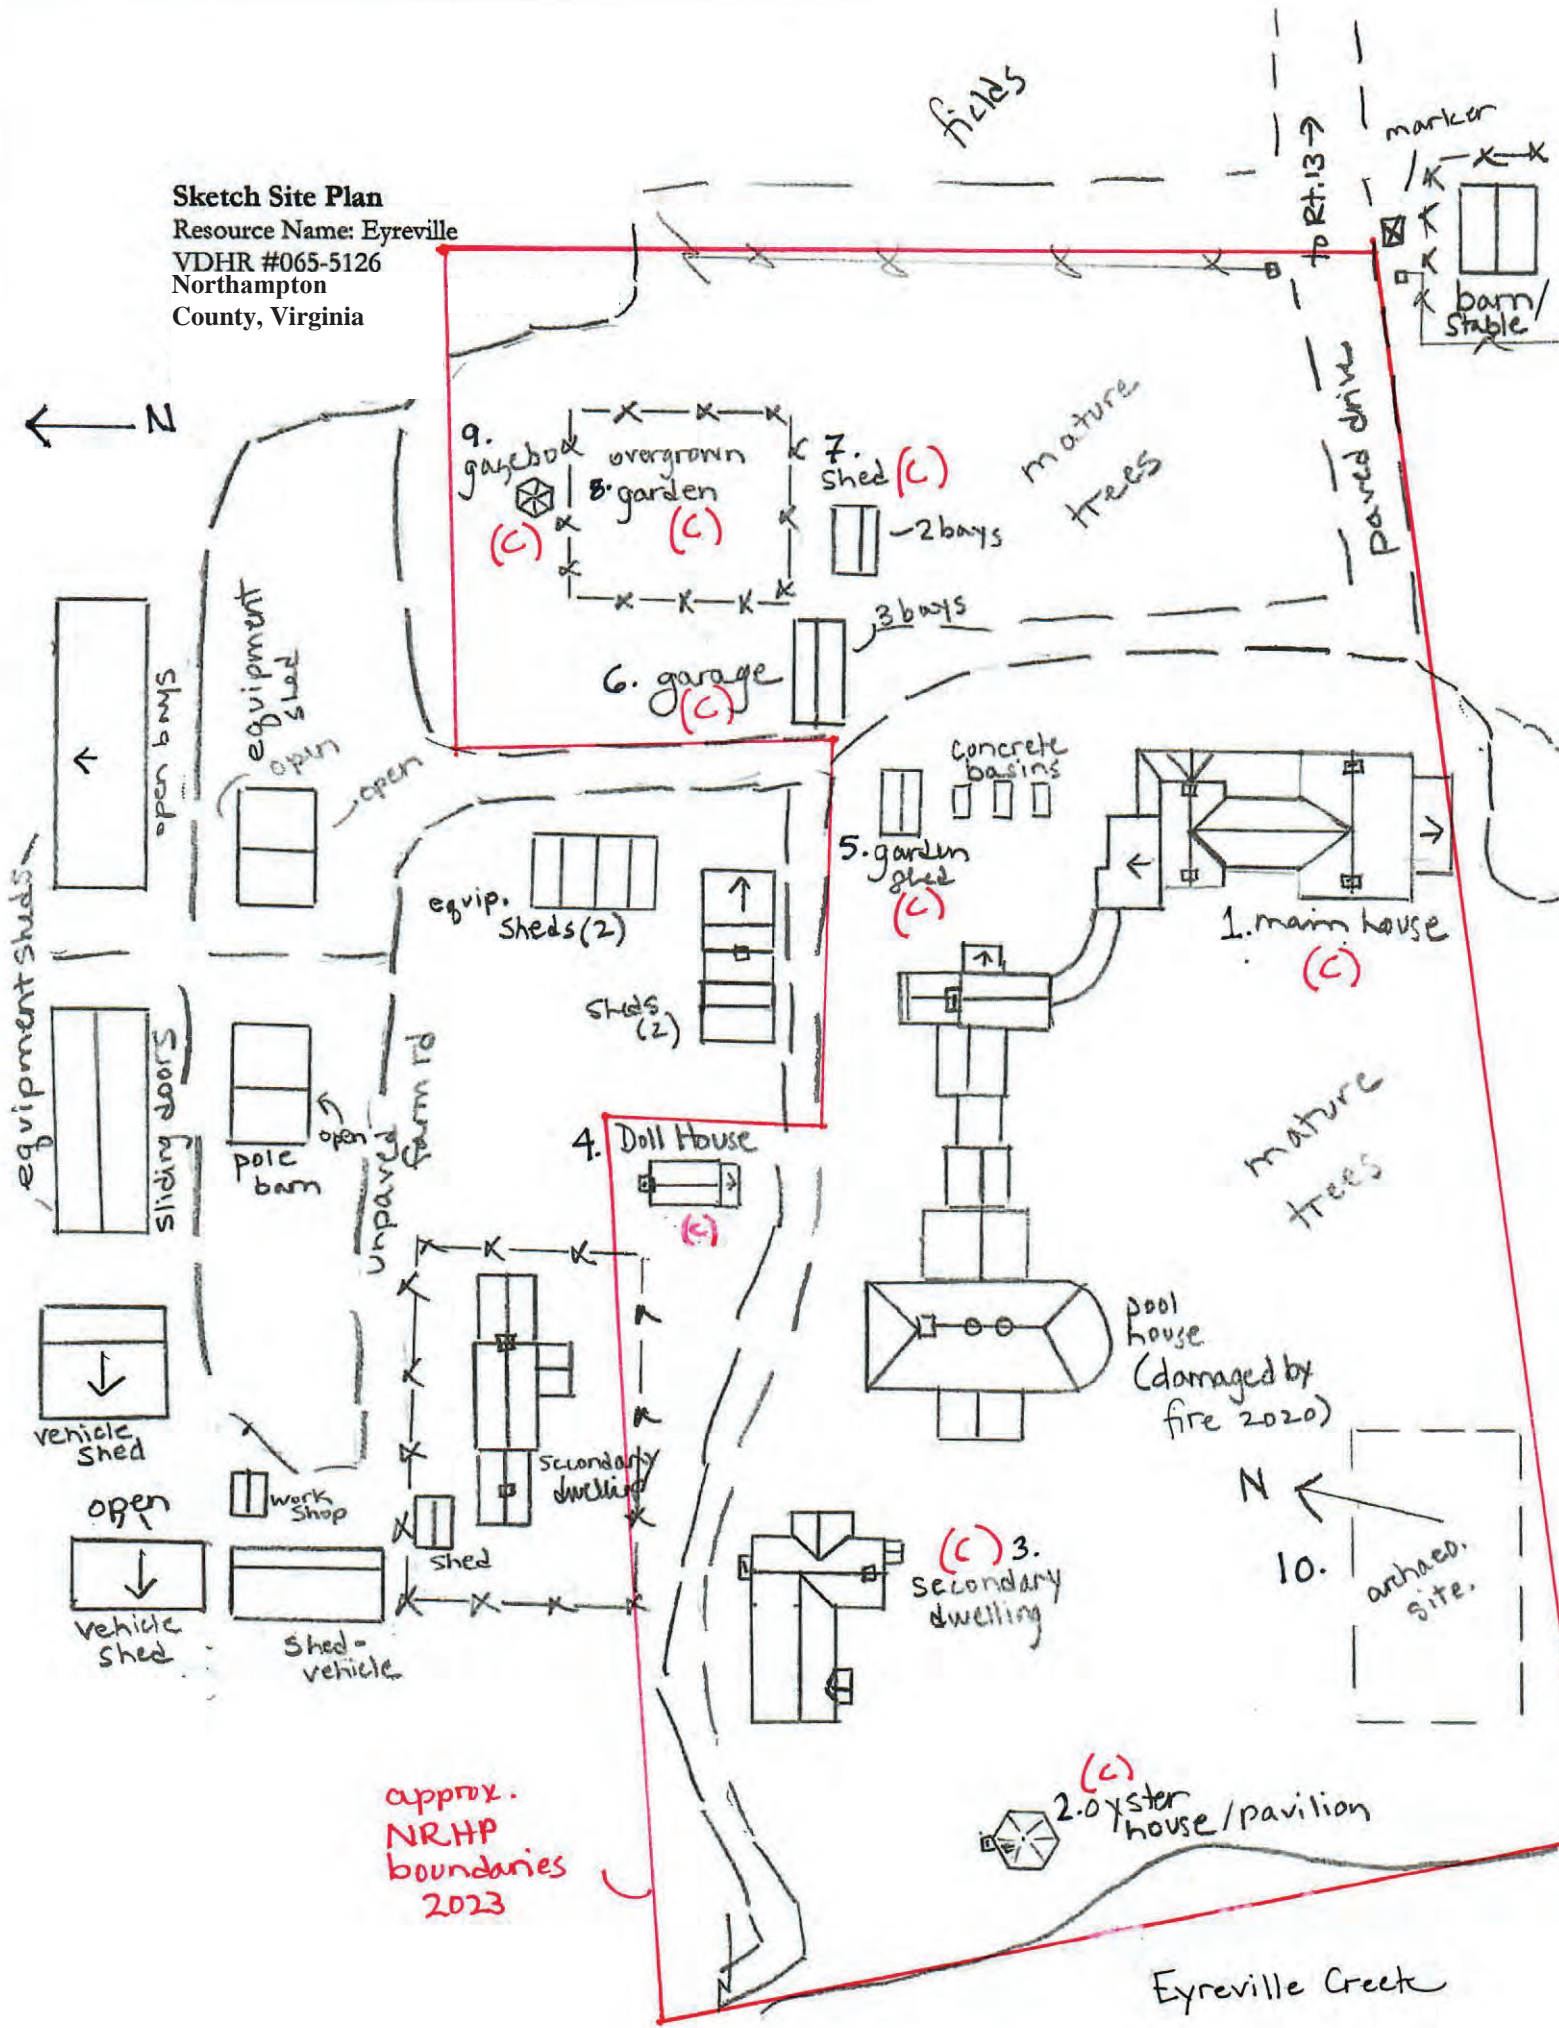 Sketch Site Plan
Resource Name: Eyreville
VDHR #065-5126
Northampton
County, Virginia
fields
to Rt.13 →
marker
barn/
stable
paved drive
N
9.
gazebo
(C)
overgrown
8. garden
(C)
7.
shed (C)
2 bays
mature
trees
3 bays
6. garage
(C)
equipment
shed
open
open
open bays
equipment sheds
concrete
basins
5. garden
shed
(C)
1. main house
(C)
equip.
sheds (2)
sheds
(2)
sliding doors
pole
barn
open
unpaved
farm rd
4. Doll House
(C)
mature
trees
pool
house
(damaged by
fire 2020)
vehicle
shed
open
work
shop
secondary
dwelling
shed
vehicle
shed
shed-
vehicle
(C) 3.
secondary
dwelling
N
10.
archaeo.
site.
(C)
2. oyster
house/pavilion
approx.
NRHP
boundaries
2023
Eyreville Creek